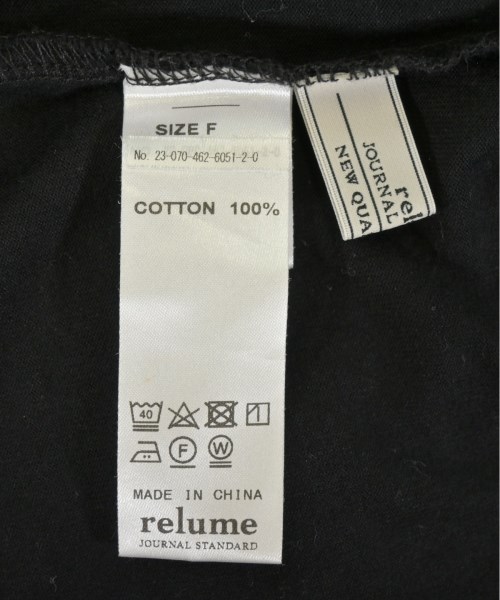 SIZE F
No. 23-070-462-6051-2-0
COTTON 100%
40
F
W
MADE IN CHINA
relume
JOURNAL STANDARD
rel
JOURNAL
NEW QUA